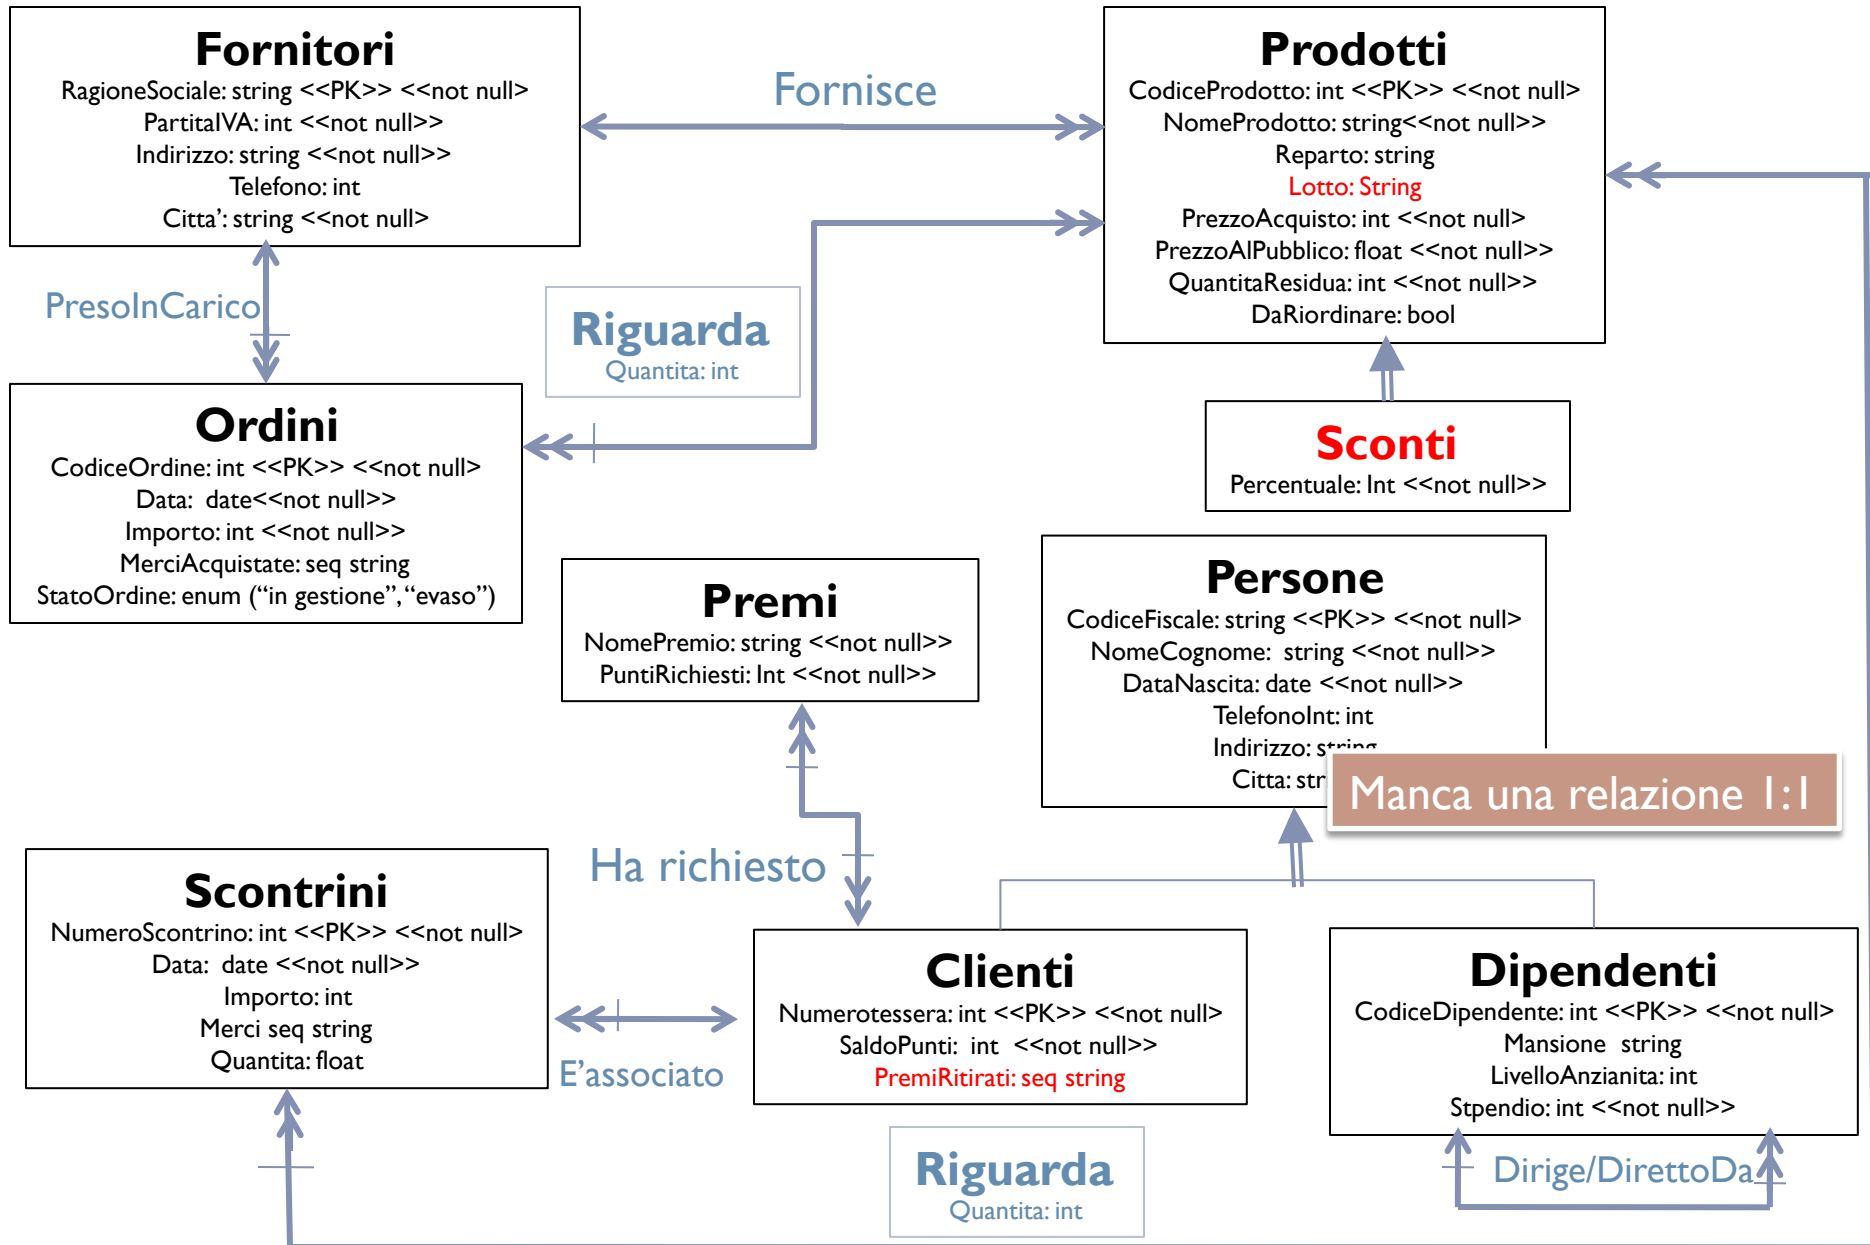 Fornitori
RagioneSociale: string <<PK>> <<not null>
PartitaIVA: int <<not null>>
Indirizzo: string <<not null>>
Telefono: int
Citta': string <<not null>
Fornisce
Prodotti
CodiceProdotto: int <<PK>> <<not null>
NomeProdotto: string<<not null>>
Reparto: string
Lotto: String
PrezzoAcquisto: int <<not null>
PrezzoAlPubblico: float <<not null>>
QuantitaResidua: int <<not null>>
DaRiordinare: bool
PresoInCarico
Riguarda
Quantita: int
Ordini
CodiceOrdine: int <<PK>> <<not null>
Data: date<<not null>>
Importo: int <<not null>>
MerciAcquistate: seq string
StatoOrdine: enum (“in gestione”,“evaso”)
Sconti
Percentuale: Int <<not null>>
Premi
NomePremio: string <<not null>>
PuntiRichiesti: Int <<not null>>
Persone
CodiceFiscale: string <<PK>> <<not null>
NomeCognome: string <<not null>>
DataNascita: date <<not null>>
TelefonoInt: int
Indirizzo: string
Citta: str
Manca una relazione 1:1
Ha richiesto
Scontrini
NumeroScontrino: int <<PK>> <<not null>
Data: date <<not null>>
Importo: int
Merci seq string
Quantita: float
E'associato
Clienti
Numerotessera: int <<PK>> <<not null>
SaldoPunti: int <<not null>>
PremiRitirati: seq string
Dipendenti
CodiceDipendente: int <<PK>> <<not null>
Mansione string
LivelloAnzianita: int
Stpendio: int <<not null>>
Riguarda
Quantita: int
Dirige/DirettoDa